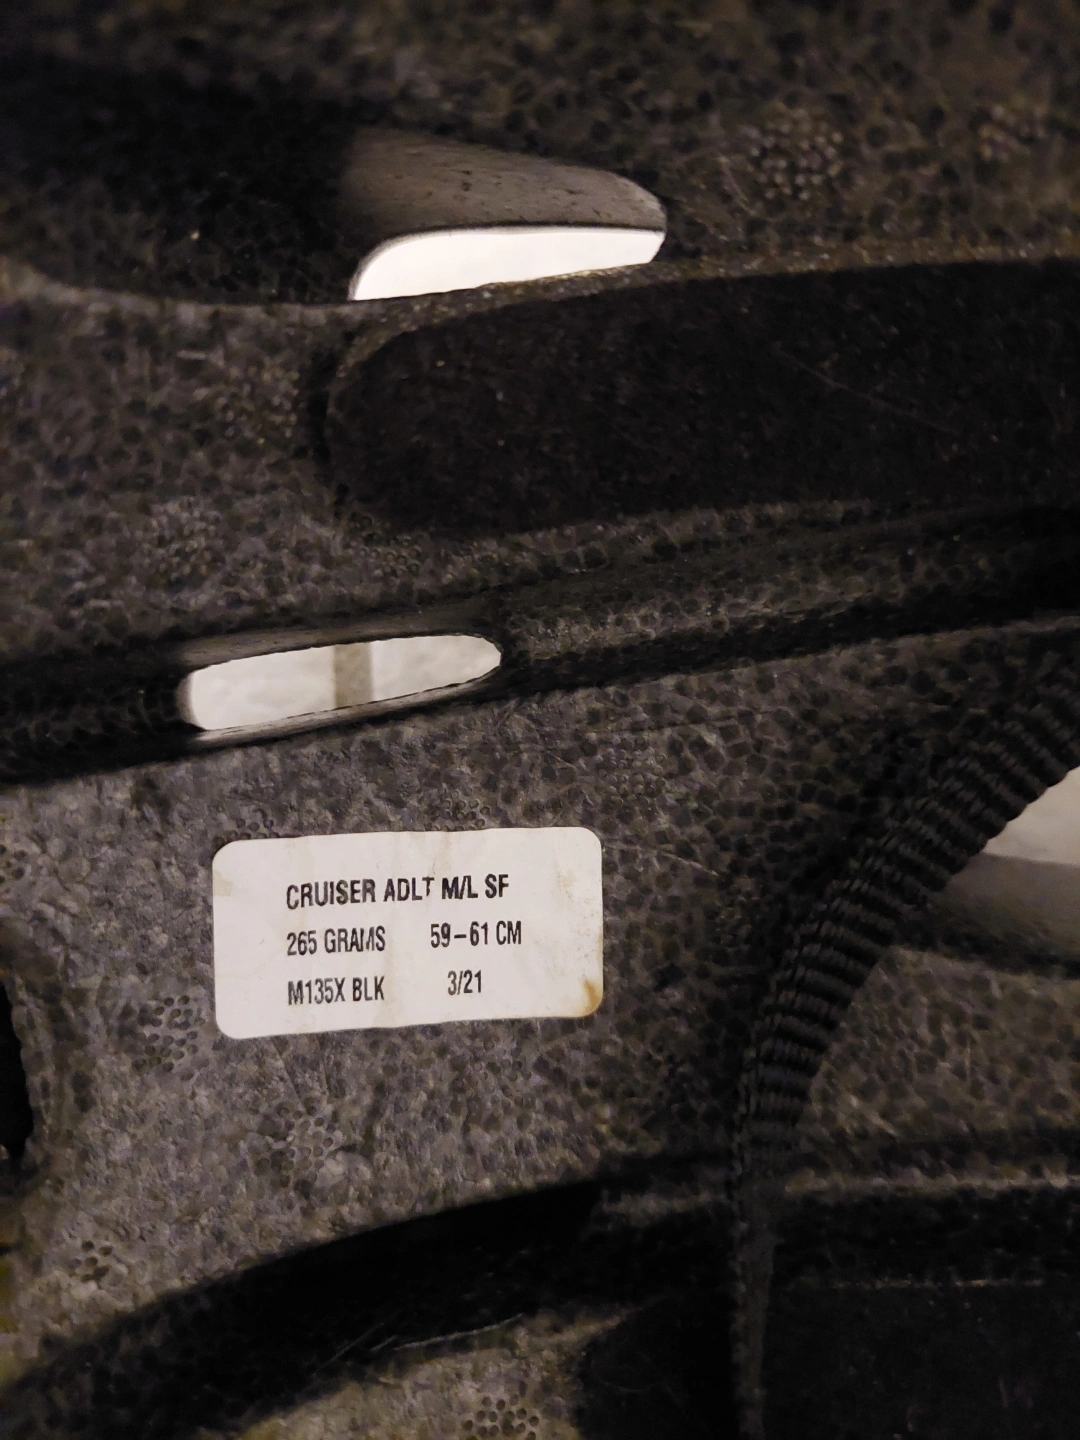 CRUISER ADLT M/L SF
265 GRAMS 59-61 CM
M135X BLK 3/21